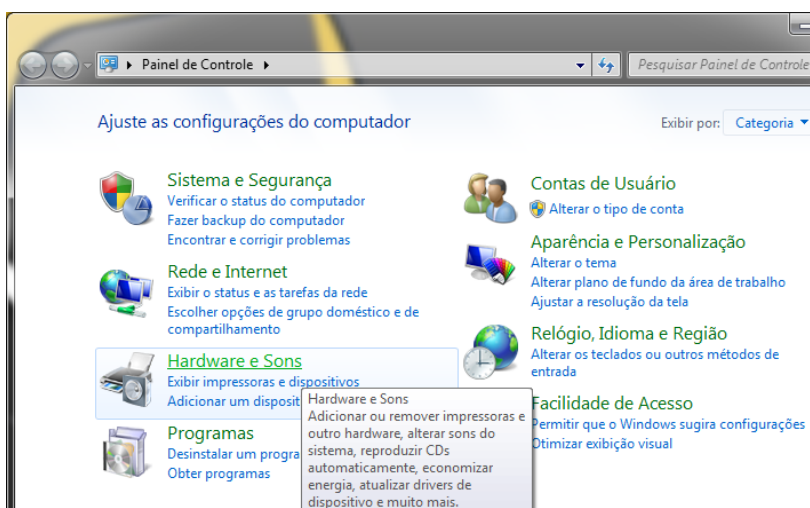 Painel de Controle
Pesquisar Painel de Controle
Ajuste as configurações do computador
Exibir por: Categoria
Sistema e Segurança
Verificar o status do computador
Fazer backup do computador
Encontrar e corrigir problemas
Rede e Internet
Exibir o status e as tarefas da rede
Escolher opções de grupo doméstico e de
compartilhamento
Hardware e Sons
Exibir impressoras e dispositivos
Adicionar um disposit
Programas
Desinstalar um progra
Obter programas
Hardware e Sons
Adicionar ou remover impressoras e
outro hardware, alterar sons do
sistema, reproduzir CDs
automaticamente, economizar
energia, atualizar drivers de
dispositivo e muito mais.
Contas de Usuário
Alterar o tipo de conta
Aparência e Personalização
Alterar o tema
Alterar plano de fundo da área de trabalho
Ajustar a resolução da tela
Relógio, Idioma e Região
Alterar os teclados ou outros métodos de
entrada
Facilidade de Acesso
Permitir que o Windows sugira configurações
Otimizar exibição visual